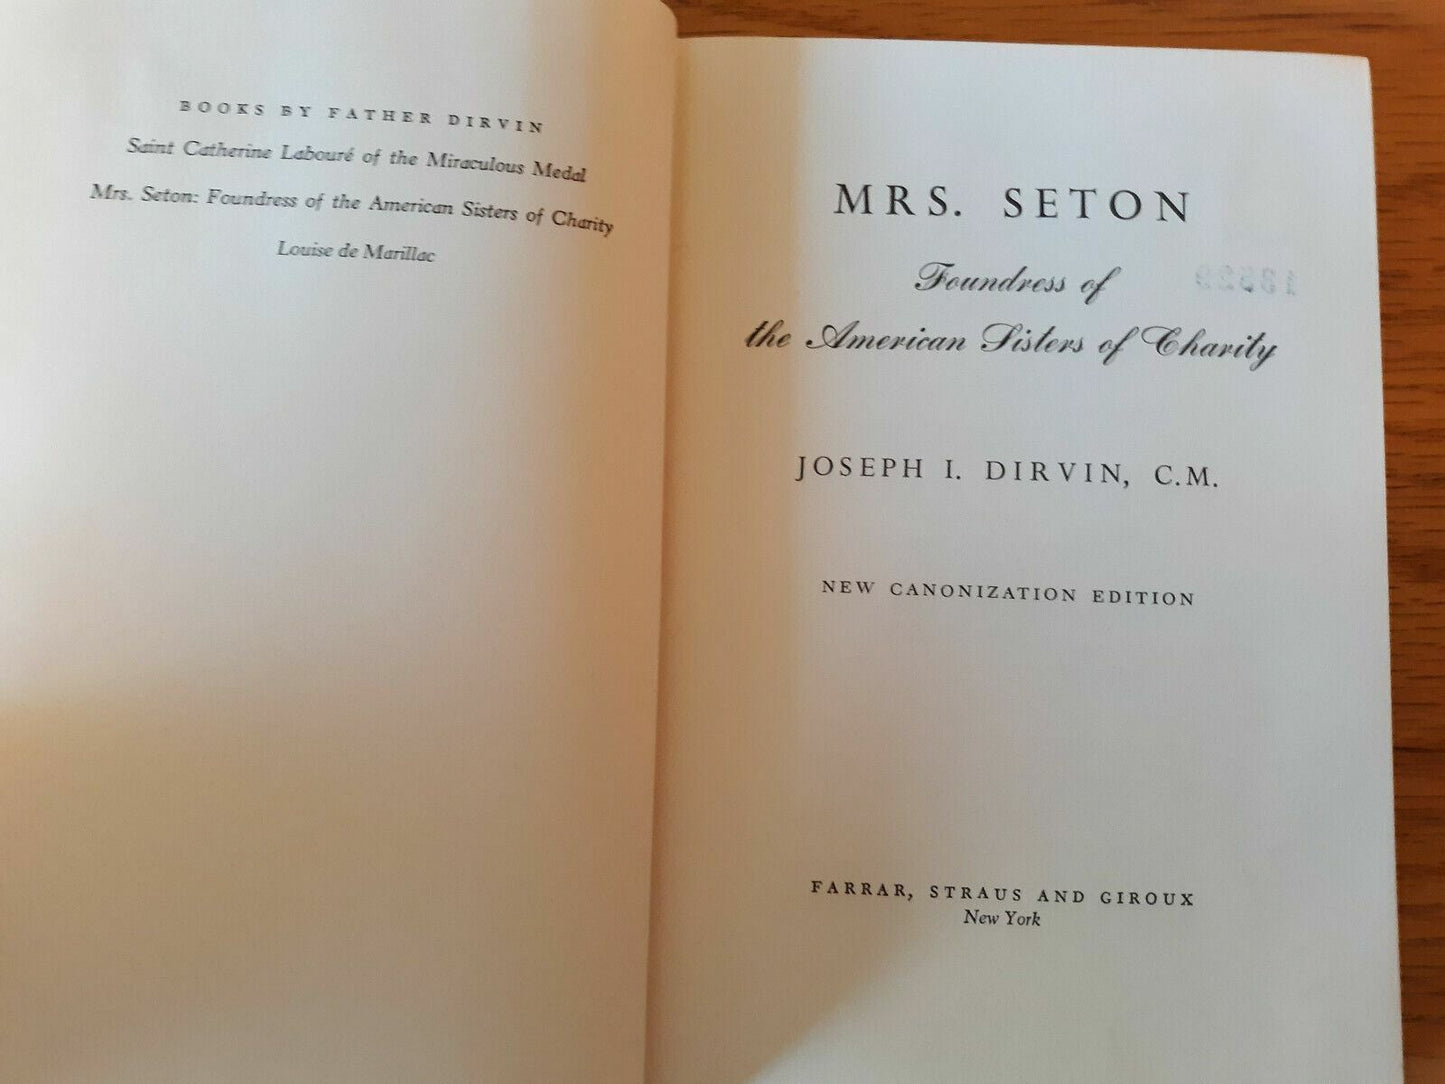 BOOKS BY FATHER DIRVIN
Saint Catherine Labouré of the Miraculous Medal
Mrs. Seton: Foundress of the American Sisters of Charity
Louise de Marillac
MRS. SETON
Foundress of
the American Sisters of Charity
JOSEPH I. DIRVIN, C.M.
NEW CANONIZATION EDITION
FARRAR, STRAUS AND GIROUX
New York